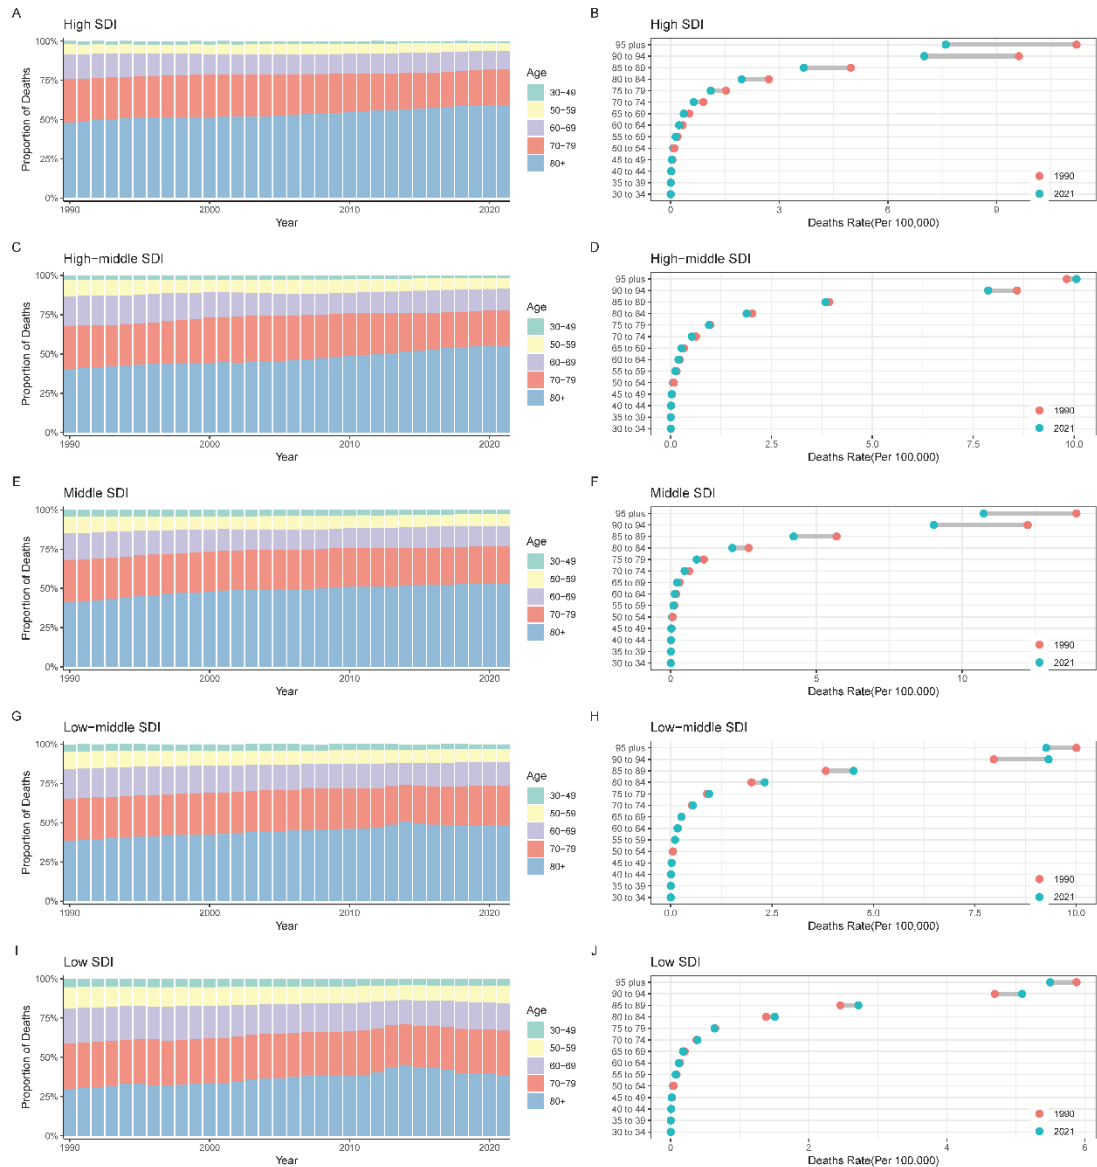 A
High SDI
100%
75%
50%
25%
0%
Proportion of Deaths
1990
2000
2010
2020
Year
Age
30-49
50-59
60-69
70-79
80+
B
High SDI
95 plus
90 to 94
85 to 89
80 to 84
75 to 79
70 to 74
65 to 69
60 to 64
55 to 59
50 to 54
45 to 49
40 to 44
35 to 39
30 to 34
0
3
6
9
Deaths Rate(Per 100,000)
1990
2021
C
High-middle SDI
100%
75%
50%
25%
0%
Proportion of Deaths
1990
2000
2010
2020
Year
Age
30-49
50-59
60-69
70-79
80+
D
High-middle SDI
95 plus
90 to 94
85 to 89
80 to 84
75 to 79
70 to 74
65 to 69
60 to 64
55 to 59
50 to 54
45 to 49
40 to 44
35 to 39
30 to 34
0.0
2.5
5.0
7.5
10.0
Deaths Rate(Per 100,000)
1990
2021
E
Middle SDI
100%
75%
50%
25%
0%
Proportion of Deaths
1990
2000
2010
2020
Year
Age
30-49
50-59
60-69
70-79
80+
F
Middle SDI
95 plus
90 to 94
85 to 89
80 to 84
75 to 79
70 to 74
65 to 69
60 to 64
55 to 59
50 to 54
45 to 49
40 to 44
35 to 39
30 to 34
0
5
10
Deaths Rate(Per 100,000)
1990
2021
G
Low-middle SDI
100%
75%
50%
25%
0%
Proportion of Deaths
1990
2000
2010
2020
Year
Age
30-49
50-59
60-69
70-79
80+
H
Low-middle SDI
95 plus
90 to 94
85 to 89
80 to 84
75 to 79
70 to 74
65 to 69
60 to 64
55 to 59
50 to 54
45 to 49
40 to 44
35 to 39
30 to 34
0.0
2.5
5.0
7.5
10.0
Deaths Rate(Per 100,000)
1990
2021
I
Low SDI
100%
75%
50%
25%
0%
Proportion of Deaths
1990
2000
2010
2020
Year
Age
30-49
50-59
60-69
70-79
80+
J
Low SDI
95 plus
90 to 94
85 to 89
80 to 84
75 to 79
70 to 74
65 to 69
60 to 64
55 to 59
50 to 54
45 to 49
40 to 44
35 to 39
30 to 34
0
2
4
6
Deaths Rate(Per 100,000)
1990
2021